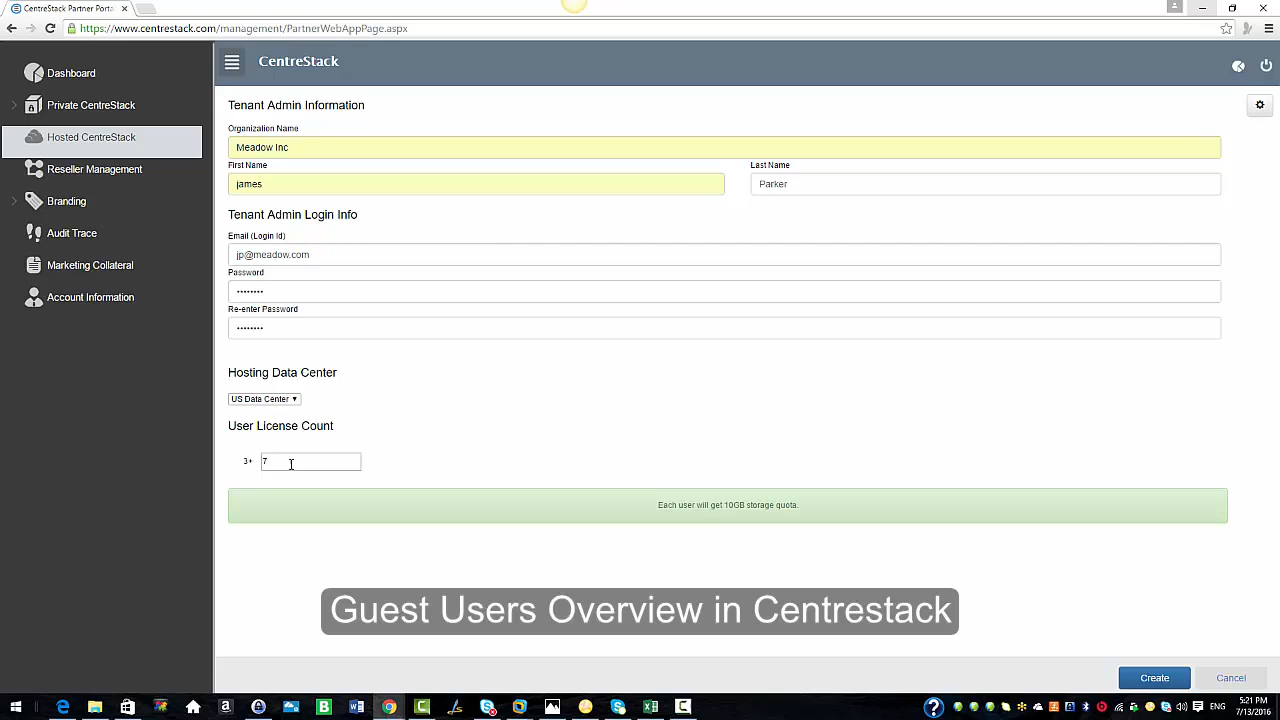 CentreStack Partner Porta
https://www.centrestack.com/management/PartnerWebAppPage.aspx
CentreStack
Dashboard
Private CentreStack
Hosted CentreStack
Reseller Management
Branding
Audit Trace
Marketing Collateral
Account Information
Tenant Admin Information
Organization Name
Meadow Inc
First Name
Last Name
james
Parker
Tenant Admin Login Info
Email (Login Id)
jp@meadow.com
Password
••••••••
Re-enter Password
••••••••
Hosting Data Center
US Data Center
User License Count
3+ 7
Each user will get 10GB storage quota.
Guest Users Overview in Centrestack
Create
Cancel
ENG
5:21 PM
7/13/2016